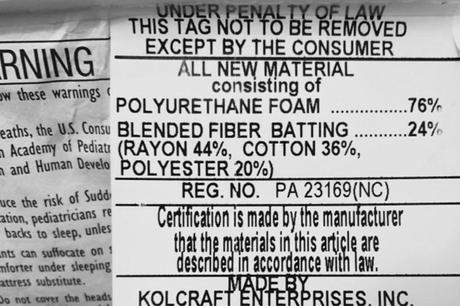 RNING
ow these warnings
eaths, the U.S. Consu
n Academy of Pediatr
n and Human Develo
uce the risk of Sudd
ation, pediatricians re
backs to sleep, unles
nts can suffocate on
mforter under sleeping
attress substitute.
Do not cover the heads
UNDER PENALTY OF LAW
THIS TAG NOT TO BE REMOVED
EXCEPT BY THE CONSUMER
ALL NEW MATERIAL
consisting of
POLYURETHANE FOAM ..............76%
BLENDED FIBER BATTING ...........24%
(RAYON 44%, COTTON 36%,
POLYESTER 20%)
REG. NO. PA 23169(NC)
Certification is made by the manufacturer
that the materials in this article are
described in accordance with law.
MADE BY
KOLCRAFT ENTERPRISES, INC.